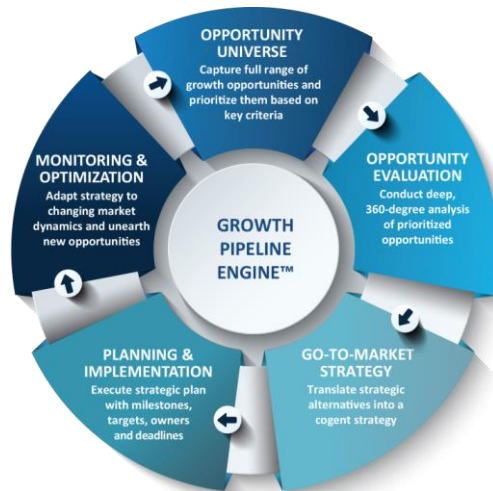 OPPORTUNITY
UNIVERSE
Capture full range of
growth opportunities and
prioritize them based on
key criteria
OPPORTUNITY
EVALUATION
Conduct deep,
360-degree analysis
of prioritized
opportunities
GO-TO-MARKET
STRATEGY
Translate strategic
alternatives into a
cogent strategy
PLANNING &
IMPLEMENTATION
Execute strategic plan
with milestones,
targets, owners
and deadlines
MONITORING &
OPTIMIZATION
Adapt strategy to
changing market
dynamics and unearth
new opportunities
GROWTH
PIPELINE
ENGINE™